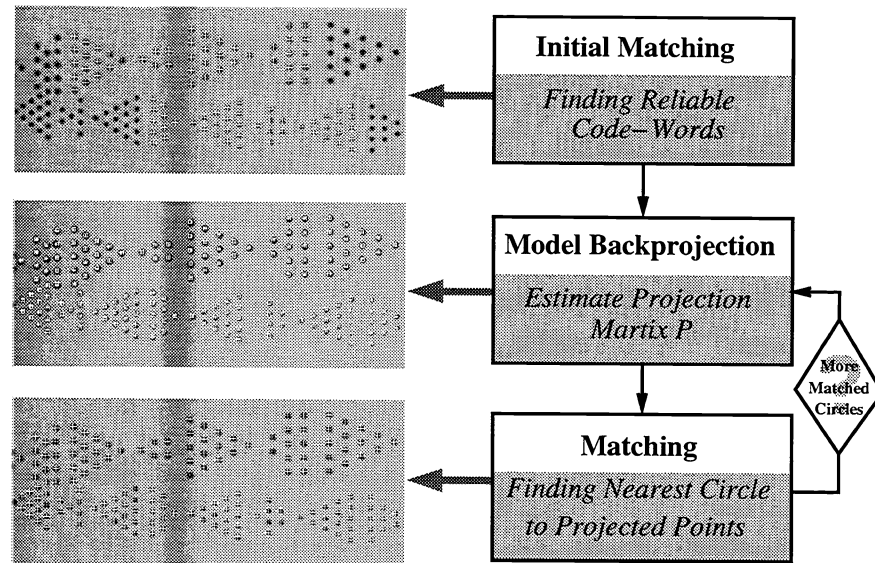 Initial Matching
Finding Reliable
Code-Words
Model Backprojection
Estimate Projection
Martix P
?
More
Matched
Circles
Matching
Finding Nearest Circle
to Projected Points